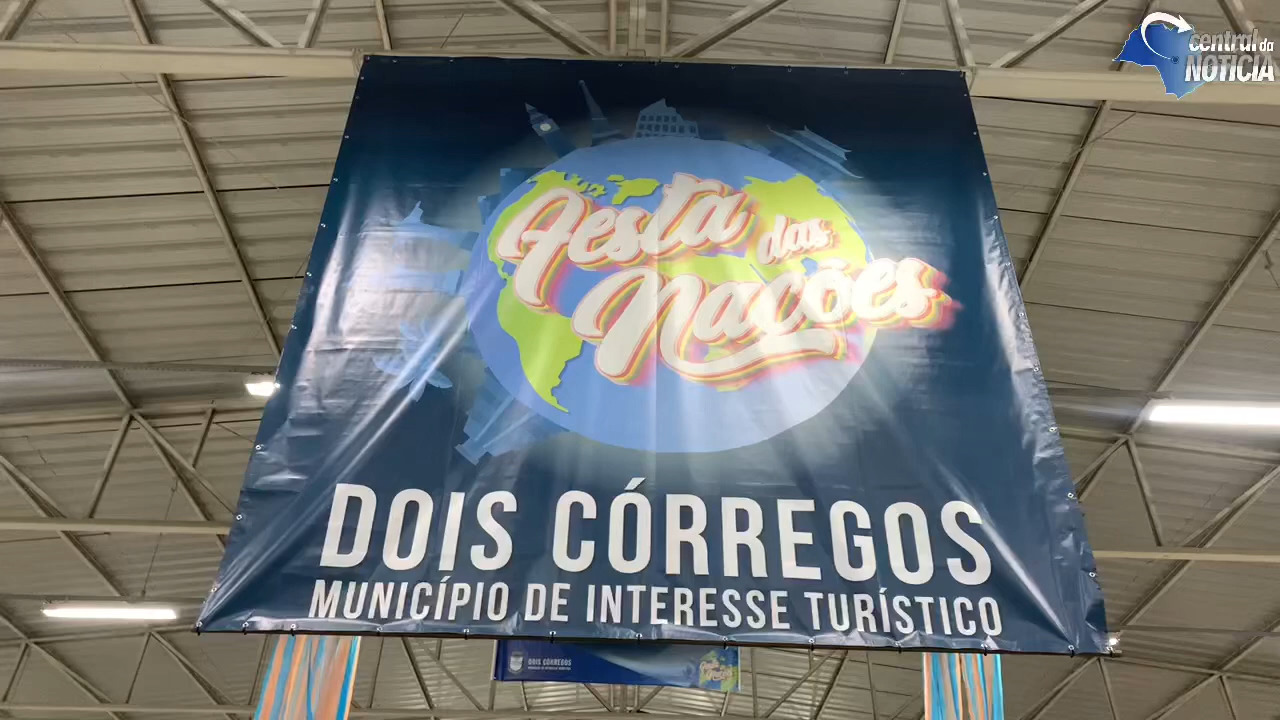 central da
NOTÍCIA
Festa das
Nações
DOIS CÓRREGOS
MUNICÍPIO DE INTERESSE TURÍSTICO
DOIS CÓRREGOS